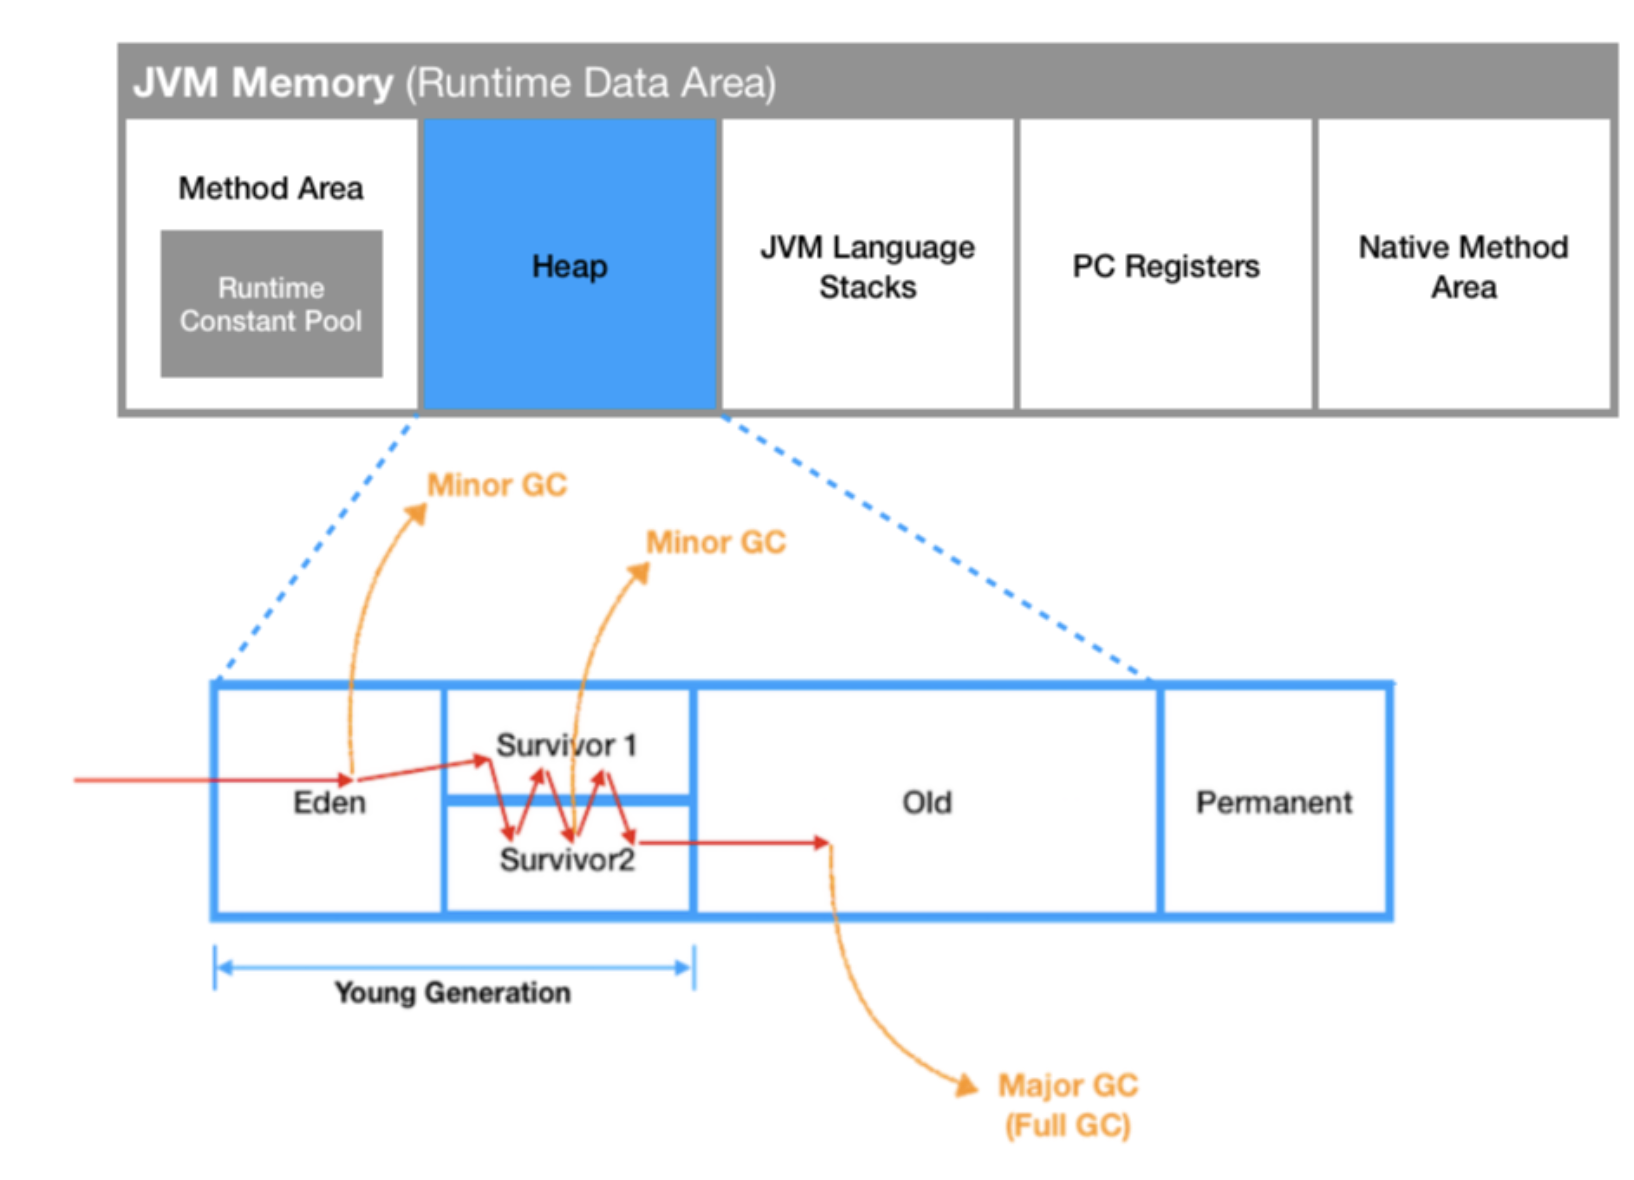 JVM Memory (Runtime Data Area)
Method Area
Runtime
Constant Pool
Heap
JVM Language
Stacks
PC Registers
Native Method
Area
Minor GC
Minor GC
Eden
Survivor 1
Survivor2
Old
Permanent
Young Generation
Major GC
(Full GC)